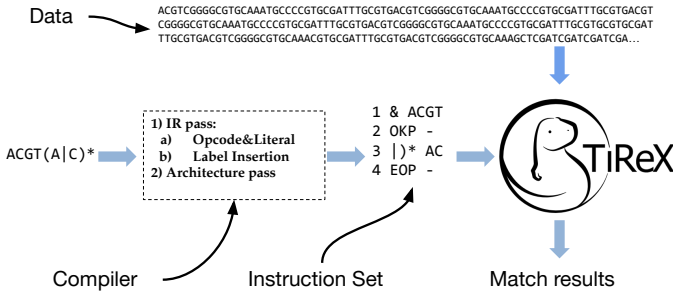 Data
ACGTCGGGGCGTGCAAATGCCCCGTGCGATTTGCGTGACGTCGGGGCGTGCAAATGCCCCGTGCGATTTGCGTGACGT
CGGGGCGTGCAAATGCCCCGTGCGATTTGCGTGACGTCGGGGCGTGCAAATGCCCCGTGCGATTTGCGTGCGTGCGAT
TTGCGTGACGTCGGGGCGTGCAAACGTGCGATTTGCGTGACGTCGGGGCGTGCAAAGCTCGATCGATCGATCGA...
ACGT(A|C)*
1) IR pass:
a) Opcode&Literal
b) Label Insertion
2) Architecture pass
1 & ACGT
2 OKP -
3 |)* AC
4 EOP -
TiReX
Compiler
Instruction Set
Match results